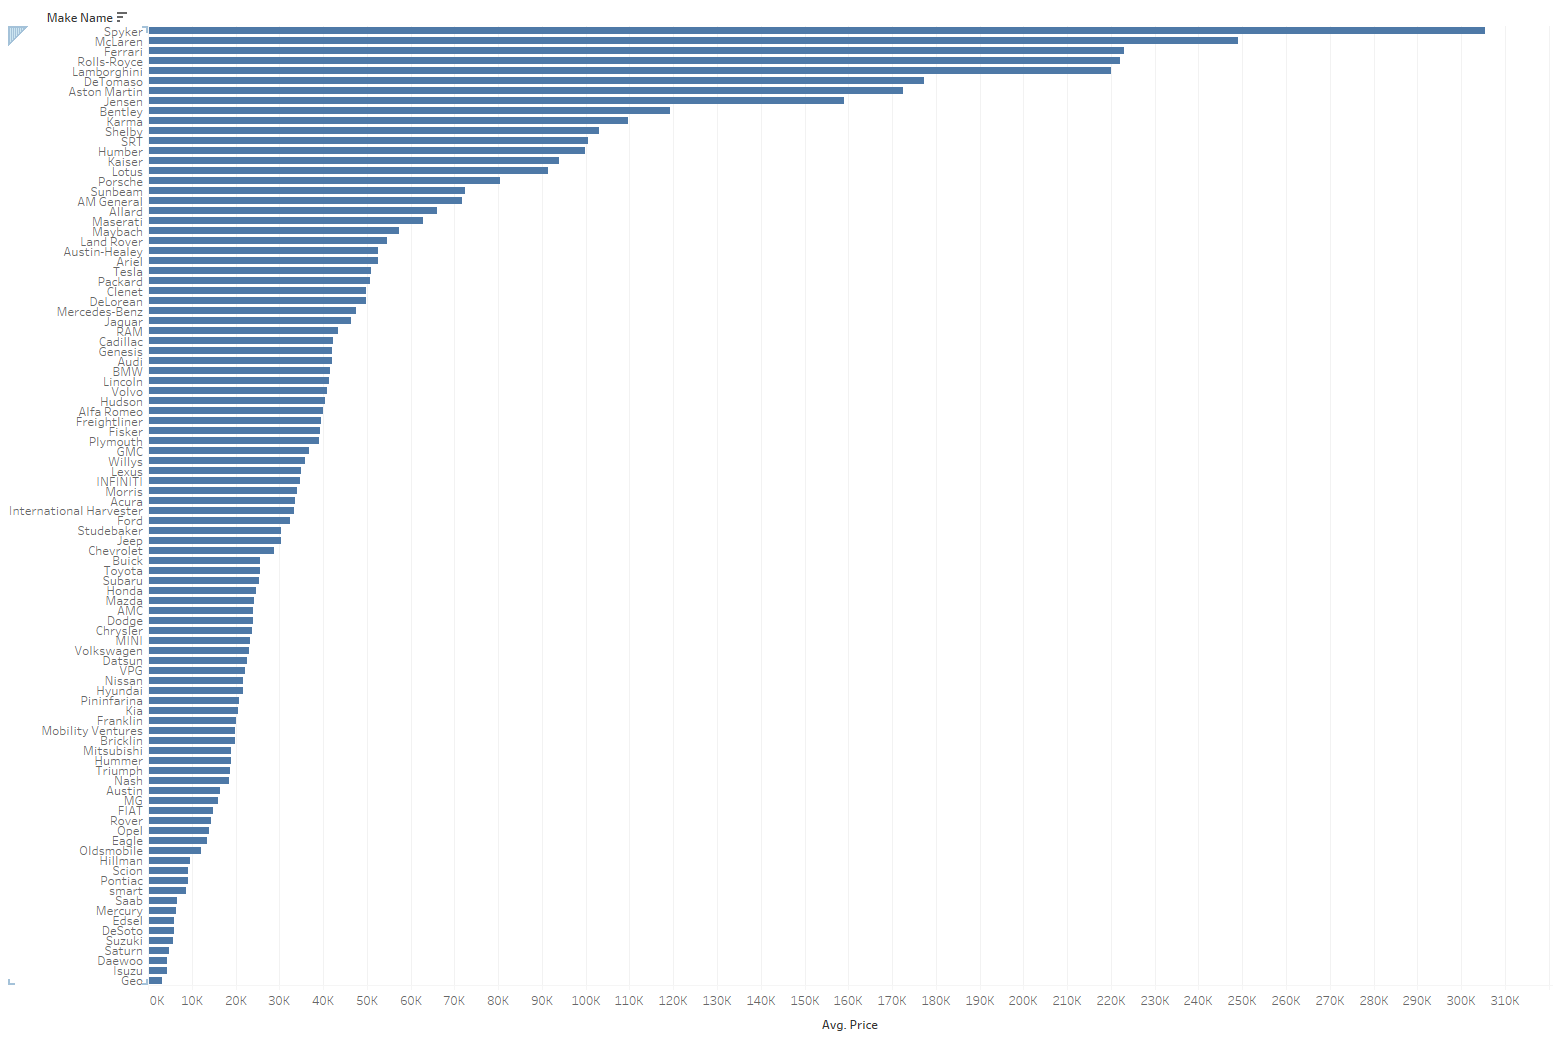 Make Name
Spyker
McLaren
Ferrari
Rolls-Royce
Lamborghini
DeTomaso
Aston Martin
Jensen
Bentley
Karma
Shelby
SRT
Humber
Kaiser
Lotus
Porsche
Sunbeam
AM General
Allard
Maserati
Maybach
Land Rover
Austin-Healey
Ariel
Tesla
Packard
Clenet
DeLorean
Mercedes-Benz
Jaguar
RAM
Cadillac
Genesis
Audi
BMW
Lincoln
Volvo
Hudson
Alfa Romeo
Freightliner
Fisker
Plymouth
GMC
Willys
Lexus
INFINITI
Morris
Acura
International Harvester
Ford
Studebaker
Jeep
Chevrolet
Buick
Toyota
Subaru
Honda
Mazda
AMC
Dodge
Chrysler
MINI
Volkswagen
Datsun
VPG
Nissan
Hyundai
Pininfarina
Kia
Franklin
Mobility Ventures
Bricklin
Mitsubishi
Hummer
Triumph
Nash
Austin
MG
FIAT
Rover
Opel
Eagle
Oldsmobile
Hillman
Scion
Pontiac
smart
Saab
Mercury
Edsel
DeSoto
Suzuki
Saturn
Daewoo
Isuzu
Geo
0K 10K 20K 30K 40K 50K 60K 70K 80K 90K 100K 110K 120K 130K 140K 150K 160K 170K 180K 190K 200K 210K 220K 230K 240K 250K 260K 270K 280K 290K 300K 310K
Avg. Price